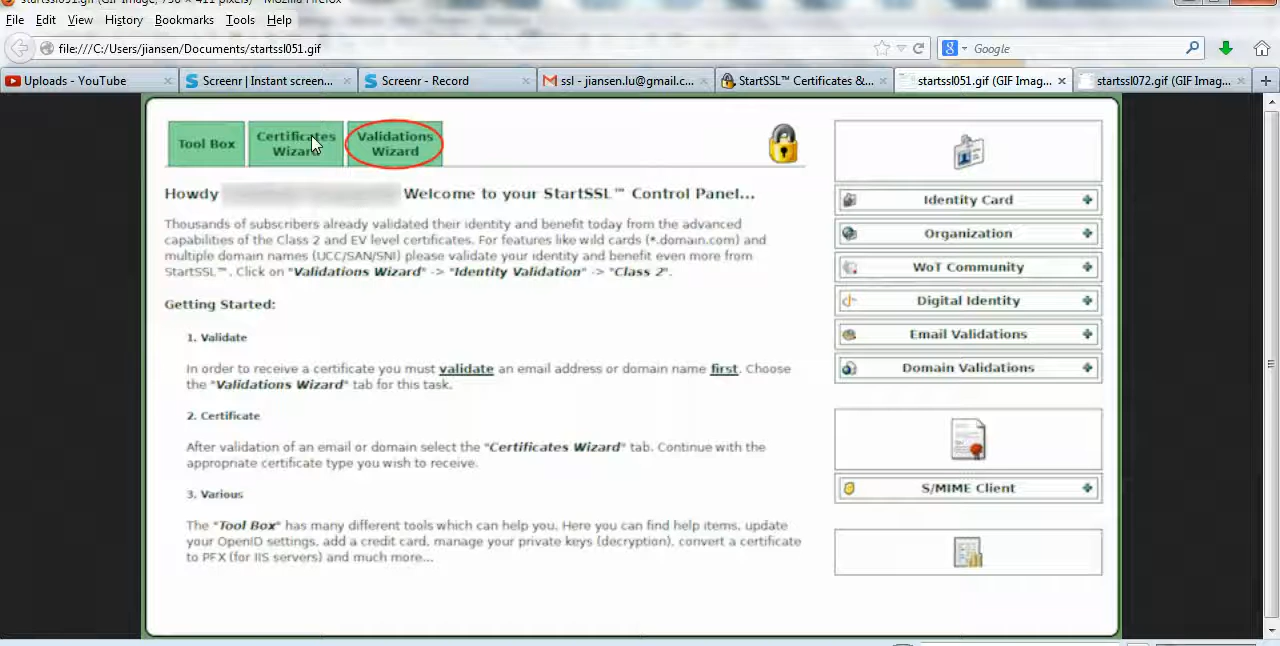 startssl051.gif (GIF Image, 736 × 411 pixels) - Mozilla Firefox
File Edit View History Bookmarks Tools Help
file:///C:/Users/jiansen/Documents/startssl051.gif
Google
Uploads - YouTube
Screenr | Instant screen...
Screenr - Record
ssl - jiansen.lu@gmail.c...
StartSSL™ Certificates &...
startssl051.gif (GIF Imag...
startssl072.gif (GIF Imag...
Tool Box
Certificates Wizard
Validations Wizard
Howdy Welcome to your StartSSL™ Control Panel...
Thousands of subscribers already validated their identity and benefit today from the advanced
capabilities of the Class 2 and EV level certificates. For features like wild cards (*.domain.com) and
multiple domain names (UCC/SAN/SNI) please validate your identity and benefit even more from
StartSSL™. Click on "Validations Wizard" -> "Identity Validation" -> "Class 2".
Getting Started:
1. Validate
In order to receive a certificate you must validate an email address or domain name first. Choose
the "Validations Wizard" tab for this task.
2. Certificate
After validation of an email or domain select the "Certificates Wizard" tab. Continue with the
appropriate certificate type you wish to receive.
3. Various
The "Tool Box" has many different tools which can help you. Here you can find help items, update
your OpenID settings, add a credit card, manage your private keys (decryption), convert a certificate
to PFX (for IIS servers) and much more...
Identity Card
Organization
WoT Community
Digital Identity
Email Validations
Domain Validations
S/MIME Client